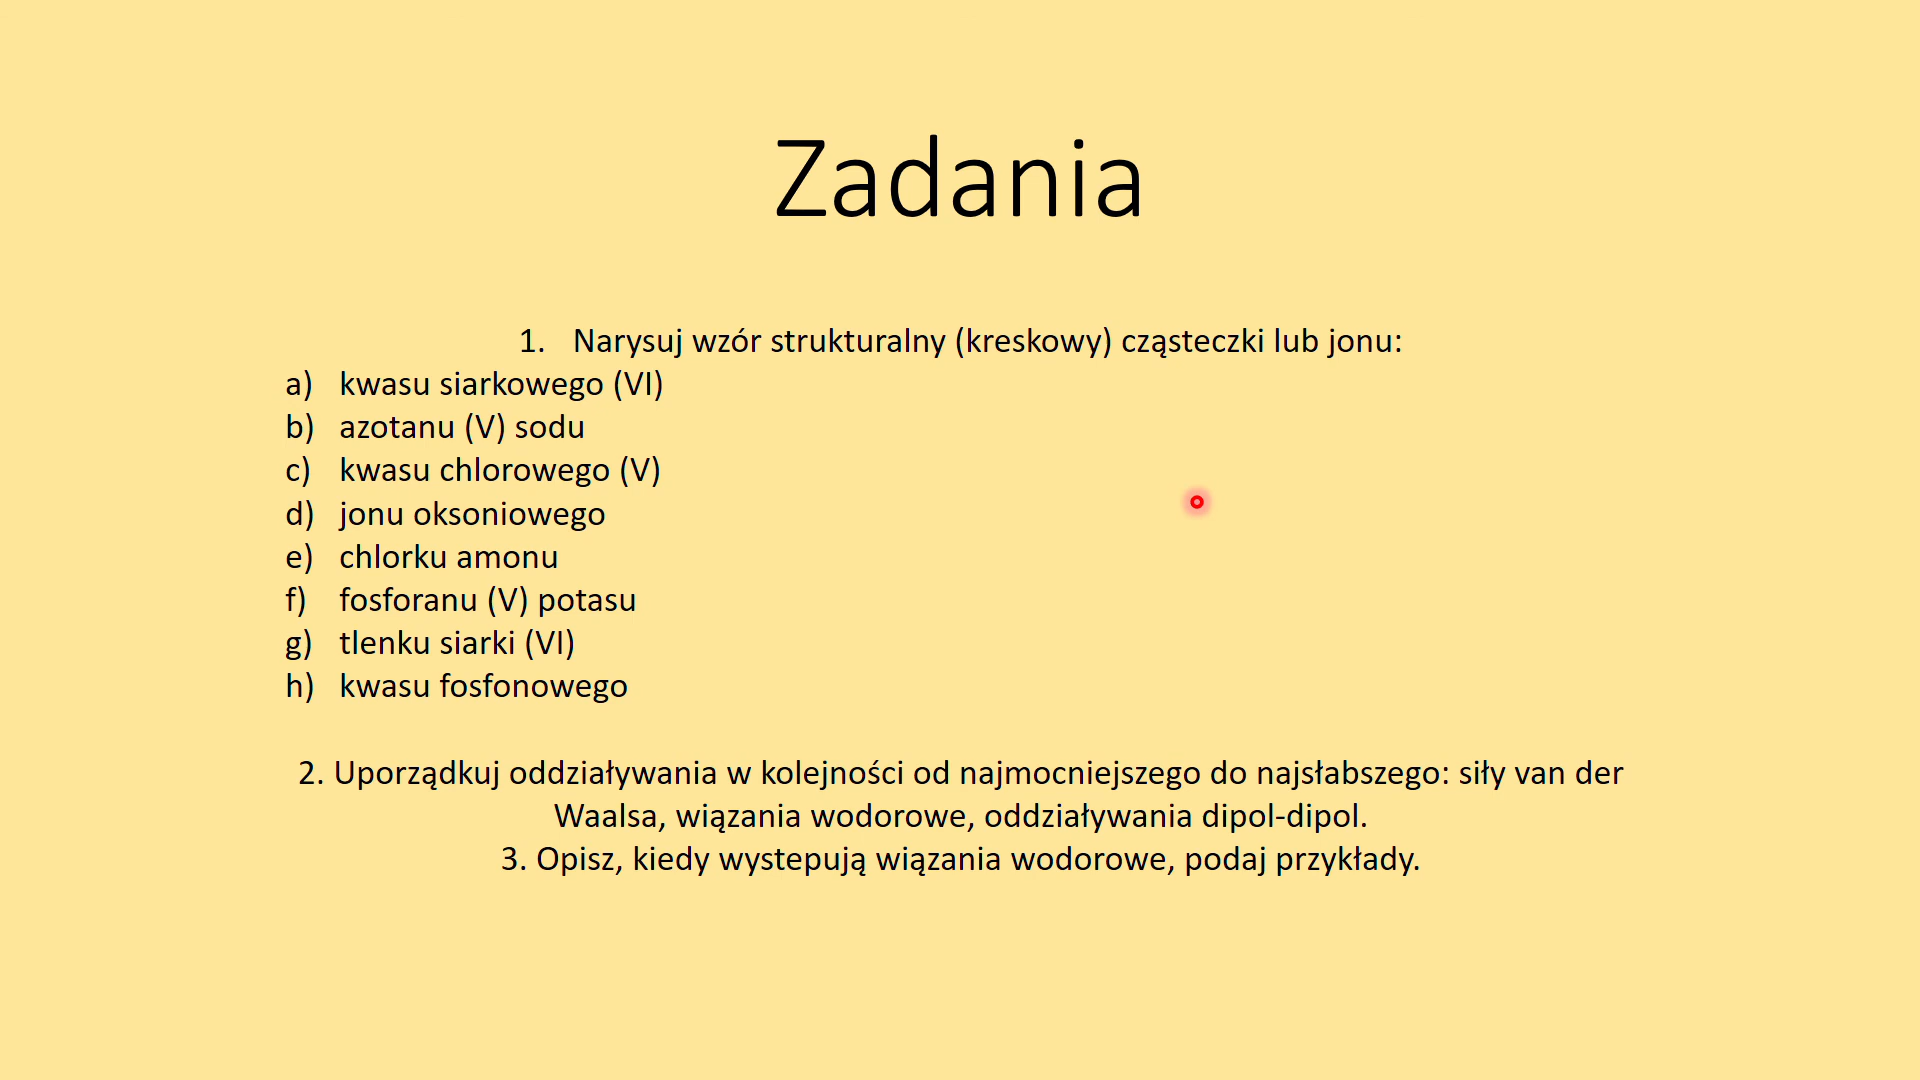 Zadania
1. Narysuj wzór strukturalny (kreskowy) cząsteczki lub jonu:
a) kwasu siarkowego (VI)
b) azotanu (V) sodu
c) kwasu chlorowego (V)
d) jonu oksoniowego
e) chlorku amonu
f) fosforanu (V) potasu
g) tlenku siarki (VI)
h) kwasu fosfonowego
2. Uporządkuj oddziaływania w kolejności od najmocniejszego do najsłabszego: siły van der
Waalsa, wiązania wodorowe, oddziaływania dipol-dipol.
3. Opisz, kiedy wystepują wiązania wodorowe, podaj przykłady.